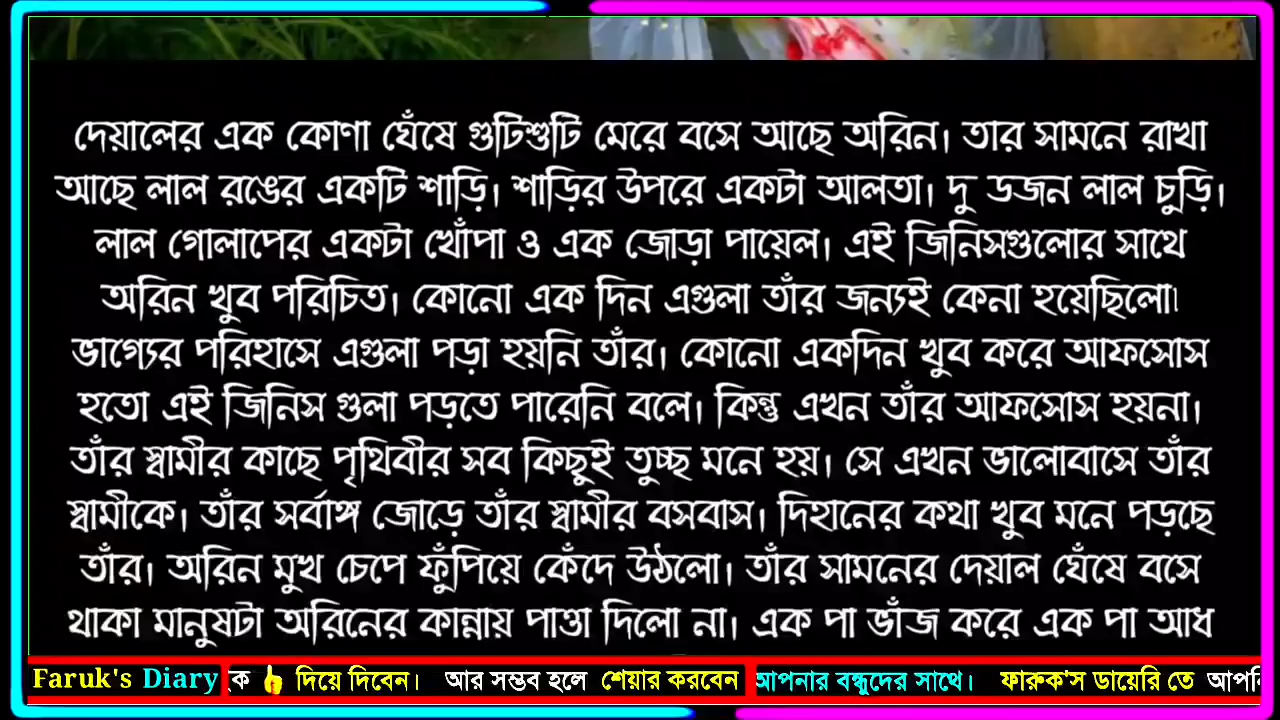 দেয়ালের এক কোণা ঘেঁষে গুটিশুটি মেরে বসে আছে অরিন। তার সামনে রাখা
আছে লাল রঙের একটি শাড়ি। শাড়ির উপরে একটা আলতা। দু ডজন লাল চুড়ি।
লাল গোলাপের একটা খোঁপা ও এক জোড়া পায়েল। এই জিনিসগুলোর সাথে
অরিন খুব পরিচিত। কোনো এক দিন এগুলা তাঁর জন্যই কেনা হয়েছিলো৷
ভাগ্যের পরিহাসে এগুলা পড়া হয়নি তাঁর। কোনো একদিন খুব করে আফসোস
হতো এই জিনিস গুলা পড়তে পারেনি বলে। কিন্তু এখন তাঁর আফসোস হয়না।
তাঁর স্বামীর কাছে পৃথিবীর সব কিছুই তুচ্ছ মনে হয়। সে এখন ভালোবাসে তাঁর
স্বামীকে। তাঁর সর্বাঙ্গ জোড়ে তাঁর স্বামীর বসবাস। দিহানের কথা খুব মনে পড়ছে
তাঁর। অরিন মুখ চেপে ফুঁপিয়ে কেঁদে উঠলো। তাঁর সামনের দেয়াল ঘেঁষে বসে
থাকা মানুষটা অরিনের কান্নায় পাত্তা দিলো না। এক পা ভাঁজ করে এক পা আধ
Faruk's Diary ক 👍 দিয়ে দিবেন। আর সম্ভব হলে শেয়ার করবেন আপনার বন্ধুদের সাথে। ফারুক'স ডায়েরি তে